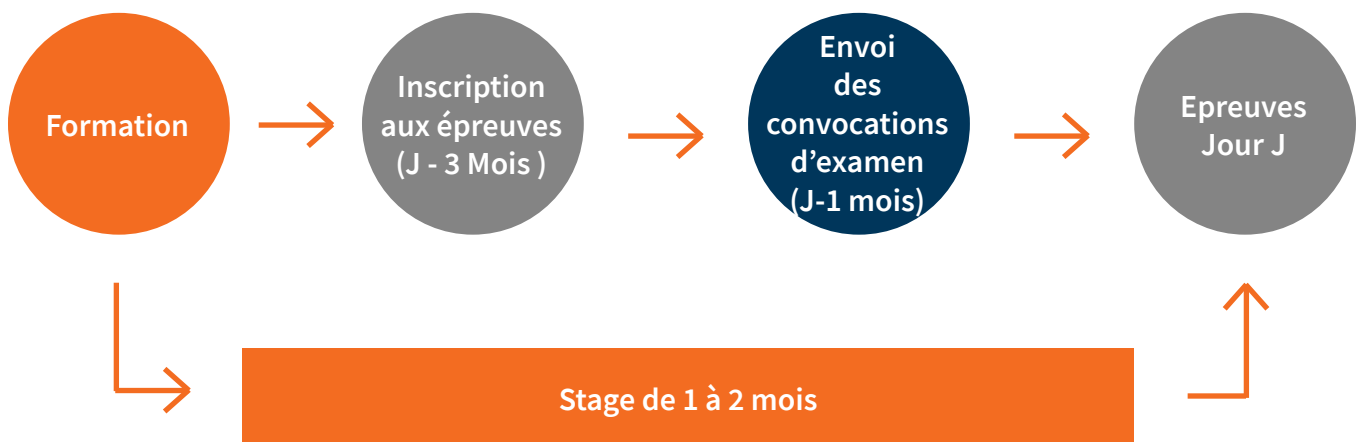 Formation
Inscription
aux épreuves
(J - 3 Mois )
Envoi
des
convocations
d’examen
(J-1 mois)
Epreuves
Jour J
Stage de 1 à 2 mois